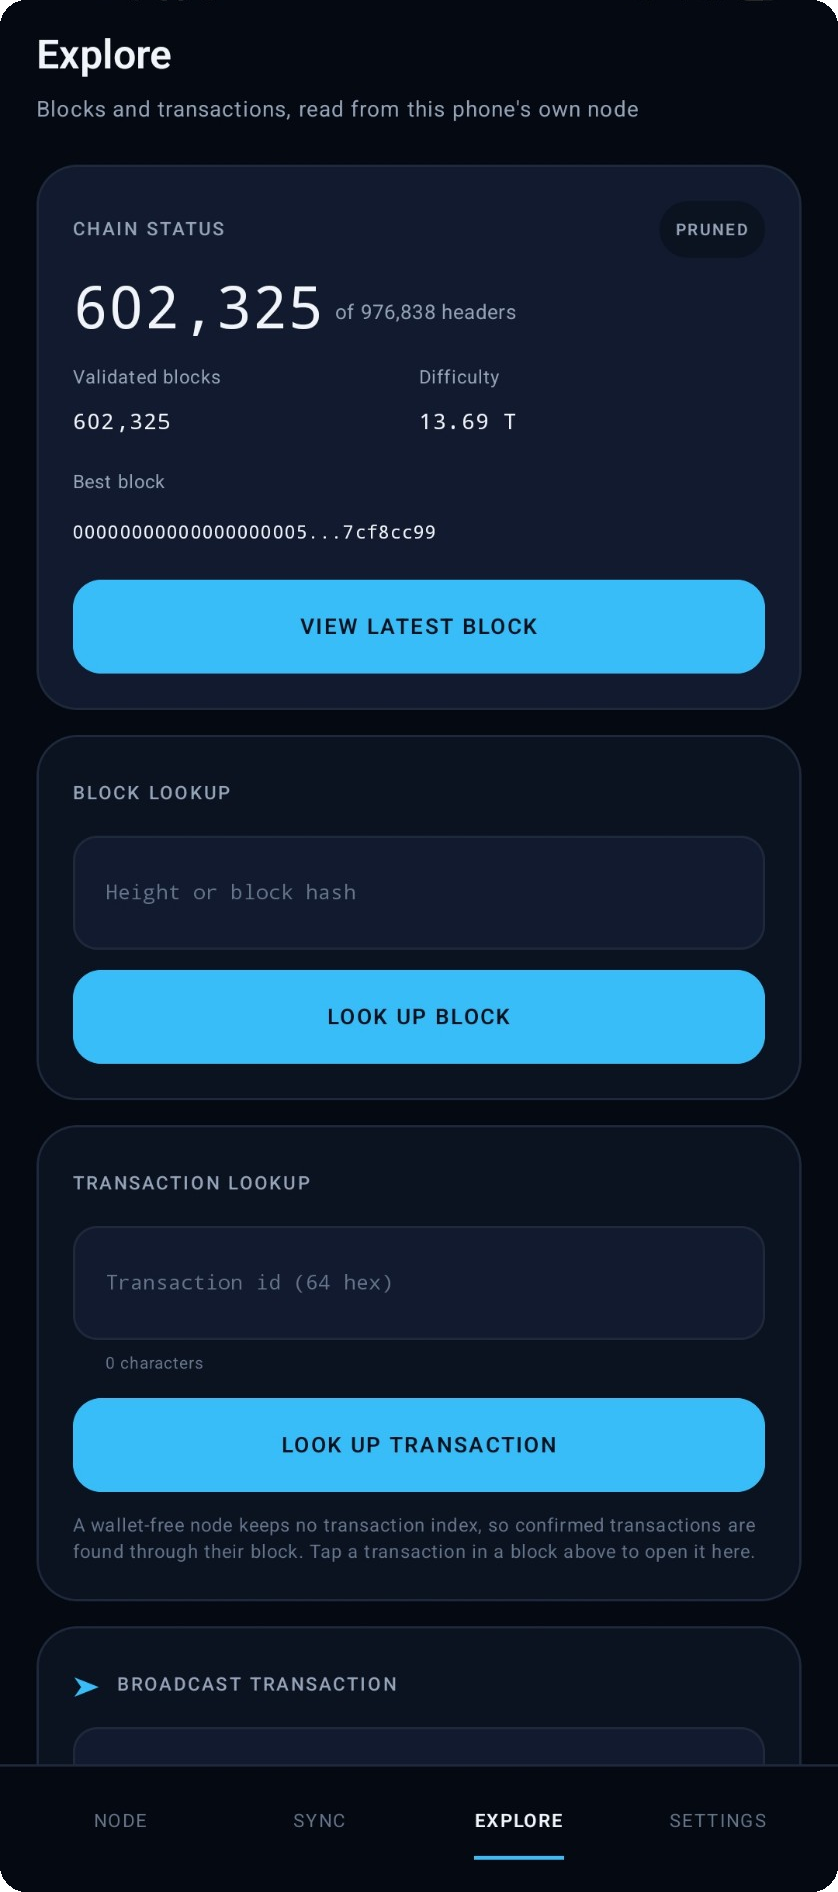 Explore
Blocks and transactions, read from this phone's own node
CHAIN STATUS
PRUNED
602,325 of 976,838 headers
Validated blocks
Difficulty
602,325
13.69 T
Best block
00000000000000000005...7cf8cc99
VIEW LATEST BLOCK
BLOCK LOOKUP
Height or block hash
LOOK UP BLOCK
TRANSACTION LOOKUP
Transaction id (64 hex)
0 characters
LOOK UP TRANSACTION
A wallet-free node keeps no transaction index, so confirmed transactions are
found through their block. Tap a transaction in a block above to open it here.
BROADCAST TRANSACTION
NODE
SYNC
EXPLORE
SETTINGS